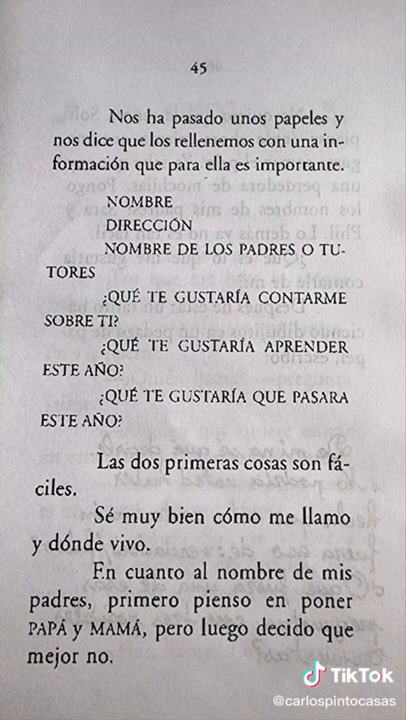 45
Nos ha pasado unos papeles y
nos dice que los rellenemos con una in-
formación que para ella es importante.
NOMBRE
DIRECCIÓN
NOMBRE DE LOS PADRES O TU-
TORES
¿QUÉ TE GUSTARÍA CONTARME
SOBRE TI?
¿QUÉ TE GUSTARÍA APRENDER
ESTE AÑO?
¿QUÉ TE GUSTARÍA QUE PASARA
ESTE AÑO?
Las dos primeras cosas son fá-
ciles.
Sé muy bien cómo me llamo
y dónde vivo.
En cuanto al nombre de mis
padres, primero pienso en poner
PAPÁ y MAMÁ, pero luego decido que
mejor no.
TikTok
@carlospintocasas